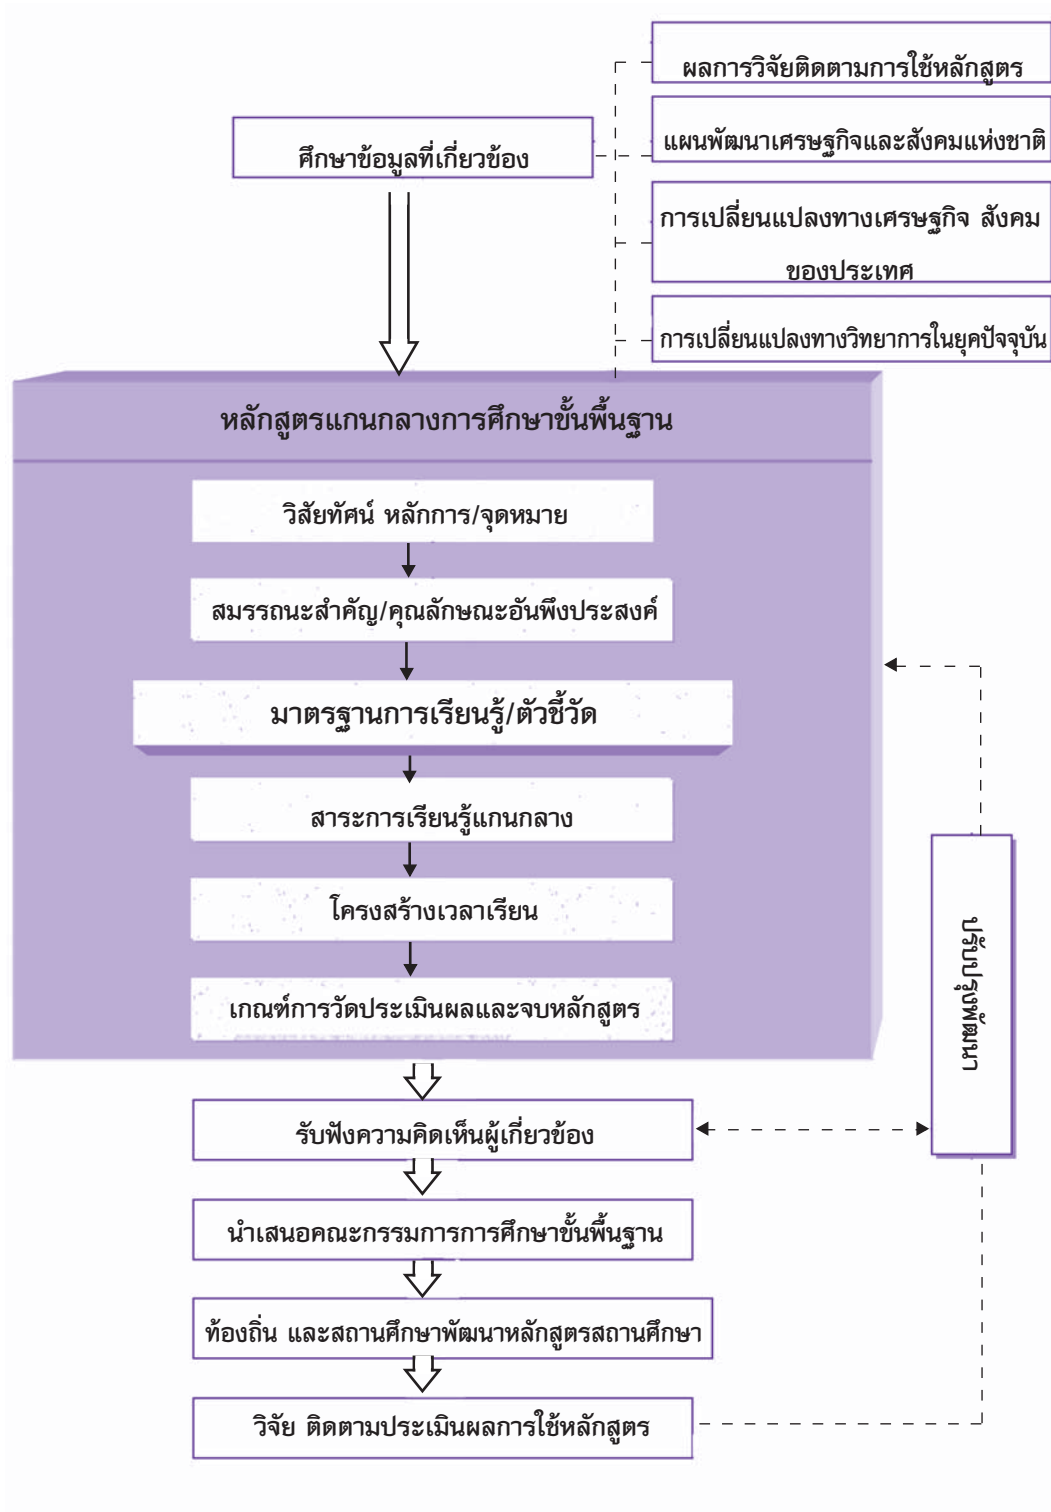 ผลการวิจัยติดตามการใช้หลักสูตร
ศึกษาข้อมูลที่เกี่ยวข้อง
แผนพัฒนาเศรษฐกิจและสังคมแห่งชาติ
การเปลี่ยนแปลงทางเศรษฐกิจ สังคม
ของประเทศ
การเปลี่ยนแปลงทางวิทยาการในยุคปัจจุบัน
หลักสูตรแกนกลางการศึกษาขั้นพื้นฐาน
วิสัยทัศน์ หลักการ/จุดหมาย
สมรรถนะสำคัญ/คุณลักษณะอันพึงประสงค์
มาตรฐานการเรียนรู้/ตัวชี้วัด
สาระการเรียนรู้แกนกลาง
โครงสร้างเวลาเรียน
เกณฑ์การวัดประเมินผลและจบหลักสูตร
ปรับปรุงพัฒนา
รับฟังความคิดเห็นผู้เกี่ยวข้อง
นำเสนอคณะกรรมการการศึกษาขั้นพื้นฐาน
ท้องถิ่น และสถานศึกษาพัฒนาหลักสูตรสถานศึกษา
วิจัย ติดตามประเมินผลการใช้หลักสูตร